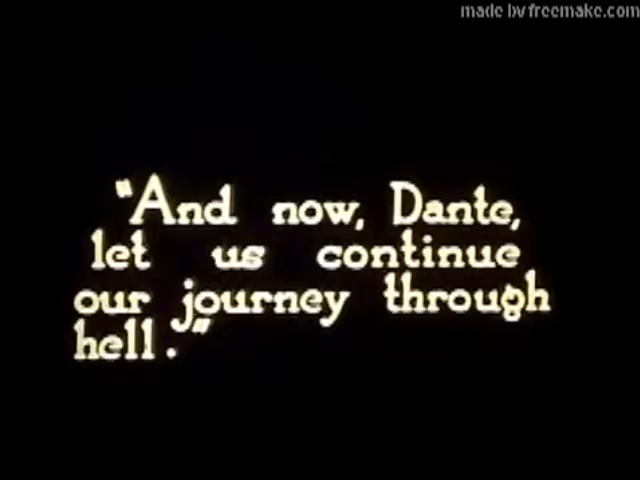 made by freemake.com
"And now, Dante,
let us continue
our journey through
hell."